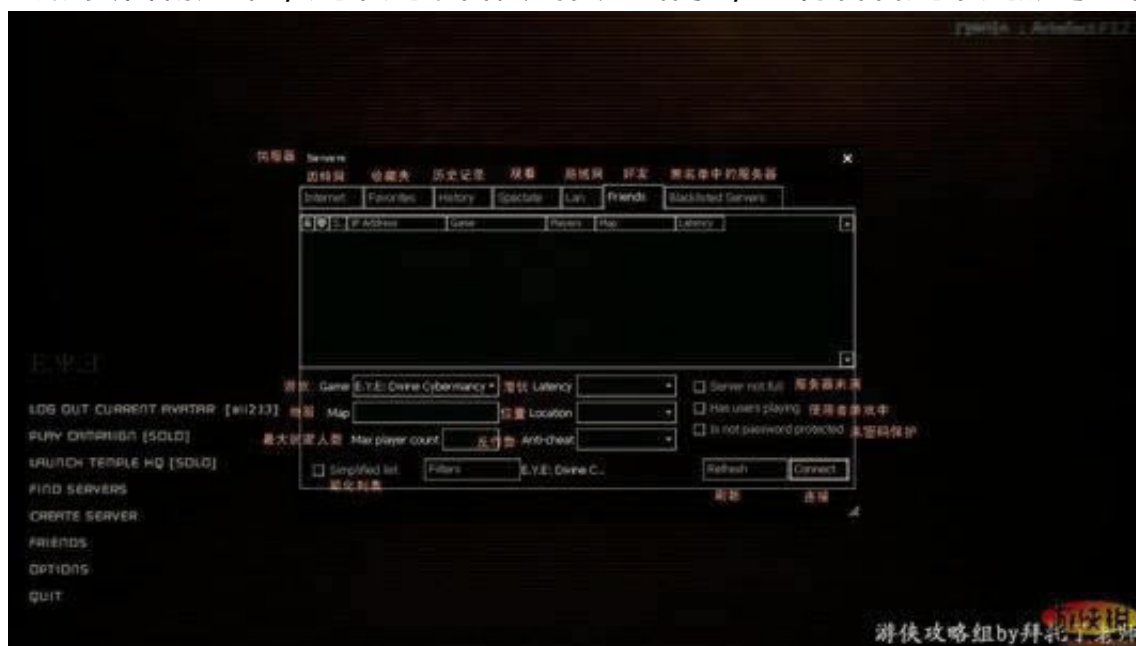 伺服器 Servers
因特网 收藏夹 历史记录 观看 局域网 好友 黑名单中的服务器
Internet Favorites History Spectate Lan Friends Blacklisted Servers
IP Address Game Players Map Latency
E.Y.E
游戏 Game E.Y.E: Divine Cybermancy 潜伏 Latency Server not full 服务器未满
LOG OUT CURRENT AVATAR [all233] 地图 Map 位置 Location Has users playing 使用者游戏中
PLAY CAMPAIGN [SOLO] 最大玩家人数 Max player count 反作弊 Anti-cheat Is not password protected 未密码保护
LAUNCH TEMPLE HQ [SOLO] Simplified list Filters E.Y.E: Divine C... Refresh Connect
FIND SERVERS 简化列表 刷新 连接
CREATE SERVER
FRIENDS
OPTIONS
QUIT
游侠攻略组by拜托了老师